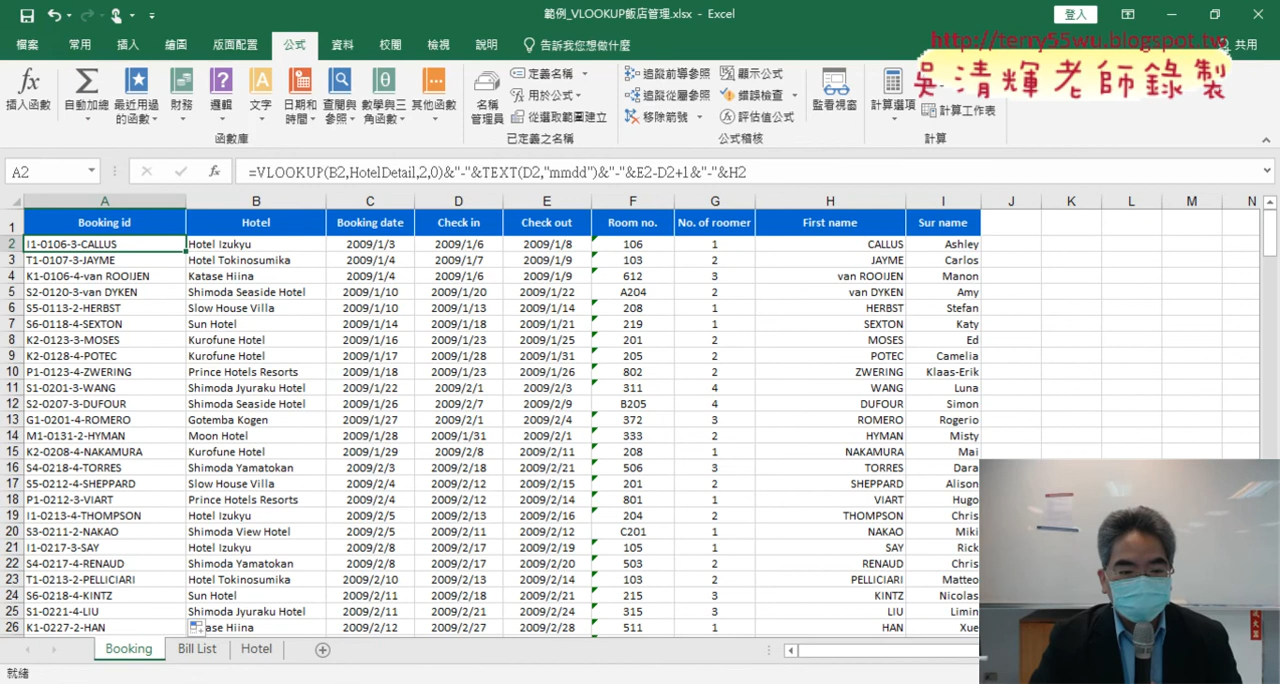 範例_VLOOKUP飯店管理.xlsx - Excel
登入
檔案 常用 插入 繪圖 版面配置 公式 資料 校閱 檢視 說明 告訴我您想做什麼 共用
http://terry55wu.blogspot.tw
吳清輝老師錄製
插入函數 自動加總 最近用過的函數 財務 邏輯 文字 日期和時間 查閱與參照 數學與三角函數 其他函數
名稱管理員 定義名稱 用於公式 從選取範圍建立
追蹤前導參照 追蹤從屬參照 移除箭號 顯示公式 錯誤檢查 評估值公式 監看視窗
計算選項 計算工作表
函數庫 已定義之名稱 公式稽核 計算
A2 fx =VLOOKUP(B2,HotelDetail,2,0)&"-"&TEXT(D2,"mmdd")&"-"&E2-D2+1&"-"&H2
A B C D E F G H I J K L M N
1 Booking id Hotel Booking date Check in Check out Room no. No. of roomer First name Sur name
2 I1-0106-3-CALLUS Hotel Izukyu 2009/1/3 2009/1/6 2009/1/8 106 1 CALLUS Ashley
3 T1-0107-3-JAYME Hotel Tokinosumika 2009/1/4 2009/1/7 2009/1/9 103 2 JAYME Carlos
4 K1-0106-4-van ROOIJEN Katase Hiina 2009/1/4 2009/1/6 2009/1/9 612 3 van ROOIJEN Manon
5 S2-0120-3-van DYKEN Shimoda Seaside Hotel 2009/1/10 2009/1/20 2009/1/22 A204 2 van DYKEN Amy
6 S5-0113-2-HERBST Slow House Villa 2009/1/10 2009/1/13 2009/1/14 208 1 HERBST Stefan
7 S6-0118-4-SEXTON Sun Hotel 2009/1/14 2009/1/18 2009/1/21 219 1 SEXTON Katy
8 K2-0123-3-MOSES Kurofune Hotel 2009/1/16 2009/1/23 2009/1/25 201 2 MOSES Ed
9 K2-0128-4-POTEC Kurofune Hotel 2009/1/17 2009/1/28 2009/1/31 205 2 POTEC Camelia
10 P1-0123-4-ZWERING Prince Hotels Resorts 2009/1/18 2009/1/23 2009/1/26 802 2 ZWERING Klaas-Erik
11 S1-0201-3-WANG Shimoda Jyuraku Hotel 2009/1/22 2009/2/1 2009/2/3 311 4 WANG Luna
12 S2-0207-3-DUFOUR Shimoda Seaside Hotel 2009/1/26 2009/2/7 2009/2/9 B205 4 DUFOUR Simon
13 G1-0201-4-ROMERO Gotemba Kogen 2009/1/27 2009/2/1 2009/2/4 372 3 ROMERO Rogerio
14 M1-0131-2-HYMAN Moon Hotel 2009/1/28 2009/1/31 2009/2/1 333 2 HYMAN Misty
15 K2-0208-4-NAKAMURA Kurofune Hotel 2009/1/29 2009/2/8 2009/2/11 208 1 NAKAMURA Mai
16 S4-0218-4-TORRES Shimoda Yamatokan 2009/2/3 2009/2/18 2009/2/21 506 3 TORRES Dara
17 S5-0212-4-SHEPPARD Slow House Villa 2009/2/4 2009/2/12 2009/2/15 201 2 SHEPPARD Alison
18 P1-0212-3-VIART Prince Hotels Resorts 2009/2/4 2009/2/12 2009/2/14 801 1 VIART Hugo
19 I1-0213-4-THOMPSON Hotel Izukyu 2009/2/5 2009/2/13 2009/2/16 204 2 THOMPSON Chris
20 S3-0211-2-NAKAO Shimoda View Hotel 2009/2/5 2009/2/11 2009/2/12 C201 1 NAKAO Miki
21 I1-0217-3-SAY Hotel Izukyu 2009/2/8 2009/2/17 2009/2/19 105 1 SAY Rick
22 S4-0217-4-RENAUD Shimoda Yamatokan 2009/2/8 2009/2/17 2009/2/20 503 2 RENAUD Chris
23 T1-0213-2-PELLICIARI Hotel Tokinosumika 2009/2/10 2009/2/13 2009/2/14 103 2 PELLICIARI Matteo
24 S6-0218-4-KINTZ Sun Hotel 2009/2/11 2009/2/18 2009/2/21 215 3 KINTZ Nicolas
25 S1-0221-4-LIU Shimoda Jyuraku Hotel 2009/2/11 2009/2/21 2009/2/24 315 3 LIU Limin
26 K1-0227-2-HAN ase Hiina 2009/2/12 2009/2/27 2009/2/28 511 1 HAN Xue
Booking Bill List Hotel
就緒